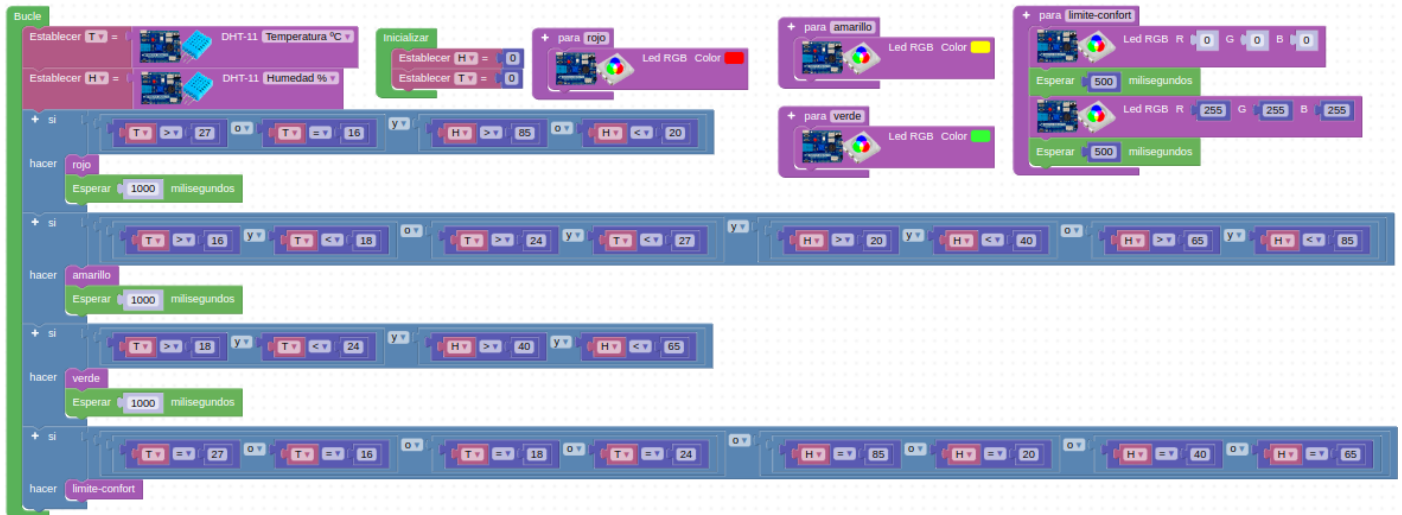 Bucle
Establecer T = DHT-11 Temperatura ºC
Establecer H = DHT-11 Humedad %
+ si T > 27 o T = 16 y H > 85 o H < 20
hacer rojo
Esperar 1000 milisegundos
+ si T > 16 y T < 18 o T > 24 y T < 27 y H > 20 y H < 40 o H > 65 y H < 85
hacer amarillo
Esperar 1000 milisegundos
+ si T > 18 y T < 24 y H > 40 y H < 65
hacer verde
Esperar 1000 milisegundos
+ si T = 27 o T = 16 o T = 18 o T = 24 o H = 85 o H = 20 o H = 40 o H = 65
hacer limite-confort
Inicializar
Establecer H = 0
Establecer T = 0
+ para rojo
Led RGB Color
+ para amarillo
Led RGB Color
+ para verde
Led RGB Color
+ para limite-confort
Led RGB R 0 G 0 B 0
Esperar 500 milisegundos
Led RGB R 255 G 255 B 255
Esperar 500 milisegundos